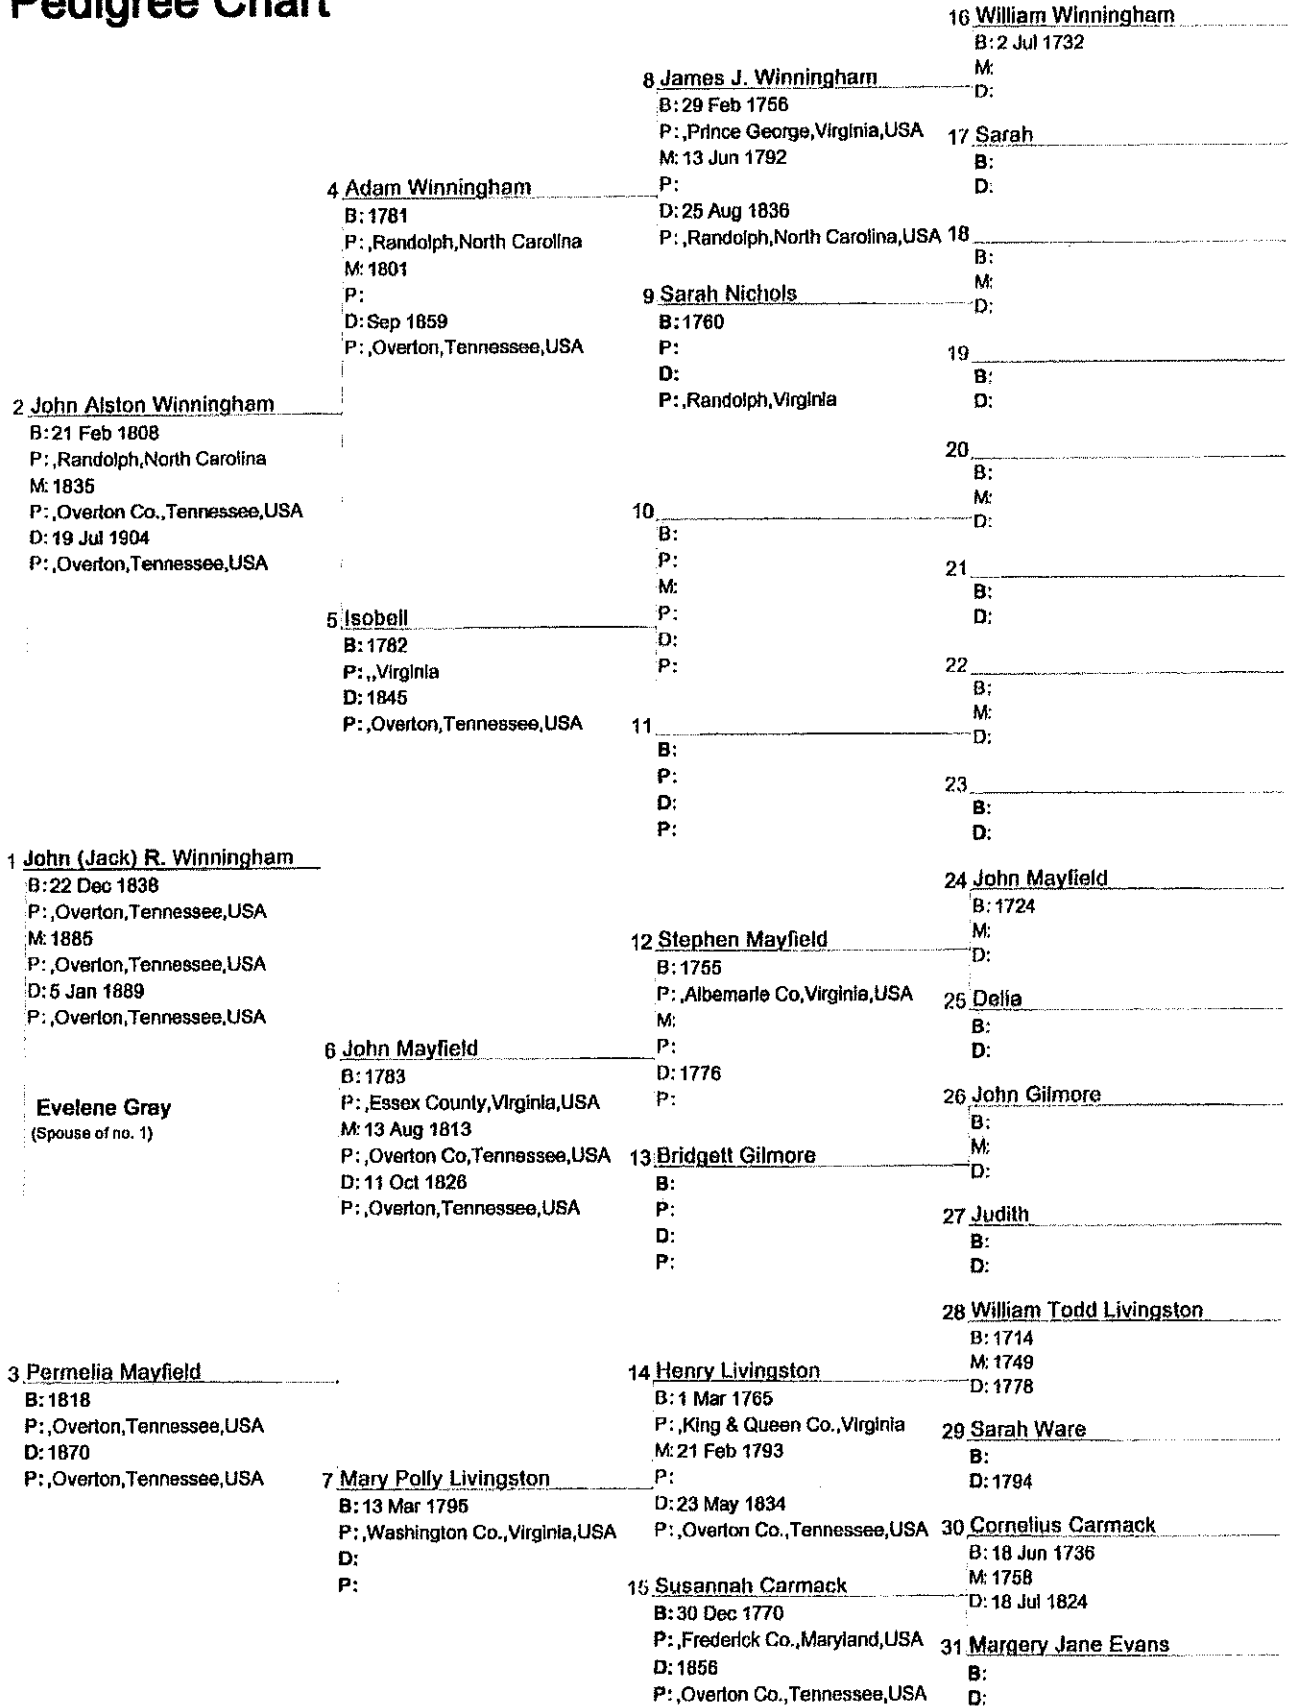 Pedigree Chart
1 John (Jack) R. Winningham
B: 22 Dec 1838
P: ,Overton,Tennessee,USA
M: 1885
P: ,Overton,Tennessee,USA
D: 5 Jan 1889
P: ,Overton,Tennessee,USA
Evelene Gray
(Spouse of no. 1)
2 John Alston Winningham
B: 21 Feb 1808
P: ,Randolph,North Carolina
M: 1835
P: ,Overton Co.,Tennessee,USA
D: 19 Jul 1904
P: ,Overton,Tennessee,USA
3 Permelia Mayfield
B: 1818
P: ,Overton,Tennessee,USA
D: 1870
P: ,Overton,Tennessee,USA
4 Adam Winningham
B: 1781
P: ,Randolph,North Carolina
M: 1801
P:
D: Sep 1859
P: ,Overton,Tennessee,USA
5 Isobell
B: 1782
P: ,,Virginia
D: 1845
P: ,Overton,Tennessee,USA
6 John Mayfield
B: 1783
P: ,Essex County,Virginia,USA
M: 13 Aug 1813
P: ,Overton Co,Tennessee,USA
D: 11 Oct 1826
P: ,Overton,Tennessee,USA
7 Mary Polly Livingston
B: 13 Mar 1795
P: ,Washington Co.,Virginia,USA
D:
P:
8 James J. Winningham
B: 29 Feb 1756
P: ,Prince George,Virginia,USA
M: 13 Jun 1792
P:
D: 25 Aug 1836
P: ,Randolph,North Carolina,USA
9 Sarah Nichols
B: 1760
P:
D:
P: ,Randolph,Virginia
10
B:
P:
M:
P:
D:
P:
11
B:
P:
D:
P:
12 Stephen Mayfield
B: 1755
P: ,Albemarle Co,Virginia,USA
M:
P:
D: 1776
P:
13 Bridgett Gilmore
B:
P:
D:
P:
14 Henry Livingston
B: 1 Mar 1765
P: ,King & Queen Co.,Virginia
M: 21 Feb 1793
P:
D: 23 May 1834
P: ,Overton Co.,Tennessee,USA
15 Susannah Carmack
B: 30 Dec 1770
P: ,Frederick Co.,Maryland,USA
D: 1856
P: ,Overton Co.,Tennessee,USA
16 William Winningham
B: 2 Jul 1732
M:
D:
17 Sarah
B:
D:
18
B:
M:
D:
19
B:
D:
20
B:
M:
D:
21
B:
D:
22
B:
M:
D:
23
B:
D:
24 John Mayfield
B: 1724
M:
D:
25 Delia
B:
D:
26 John Gilmore
B:
M:
D:
27 Judith
B:
D:
28 William Todd Livingston
B: 1714
M: 1749
D: 1778
29 Sarah Ware
B:
D: 1794
30 Cornelius Carmack
B: 18 Jun 1736
M: 1758
D: 18 Jul 1824
31 Margery Jane Evans
B:
D: